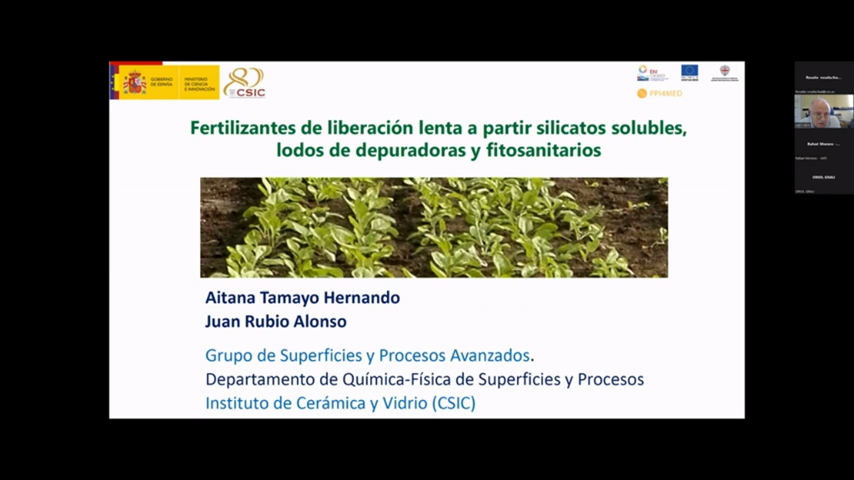 GOBIERNO
DE ESPAÑA
MINISTERIO
DE CIENCIA
E INNOVACIÓN
CSIC
PPI4MED
Fertilizantes de liberación lenta a partir silicatos solubles,
lodos de depuradoras y fitosanitarios
Aitana Tamayo Hernando
Juan Rubio Alonso
Grupo de Superficies y Procesos Avanzados.
Departamento de Química-Física de Superficies y Procesos
Instituto de Cerámica y Vidrio (CSIC)